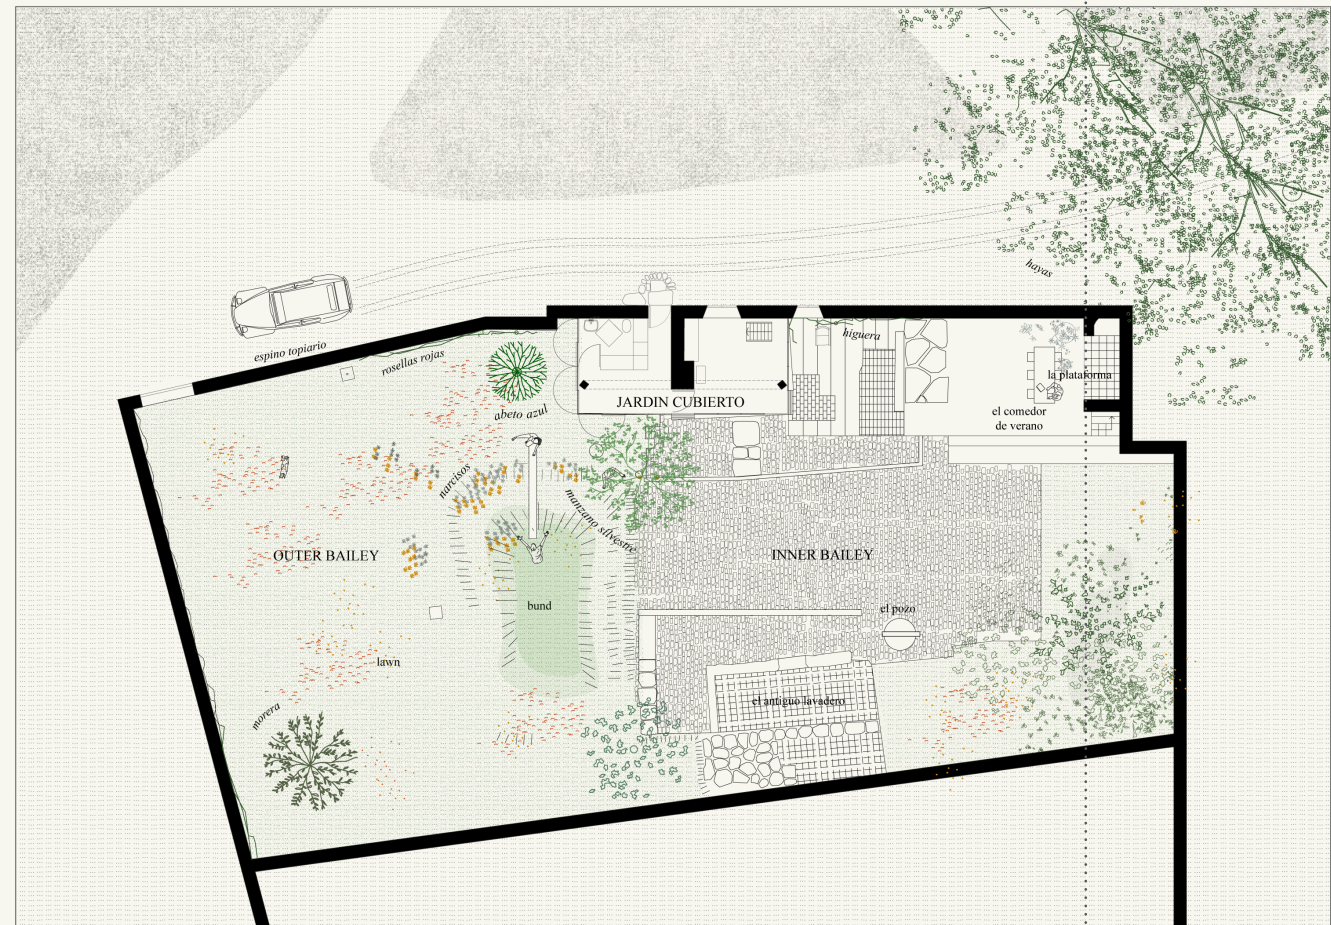 hayas
espino topiario
rosellas rojas
higuera
la plataforma
JARDIN CUBIERTO
abeto azul
el comedor
de verano
narcisos
manzano silvestre
OUTER BAILEY
INNER BAILEY
bund
el pozo
lawn
el antiguo lavadero
morera